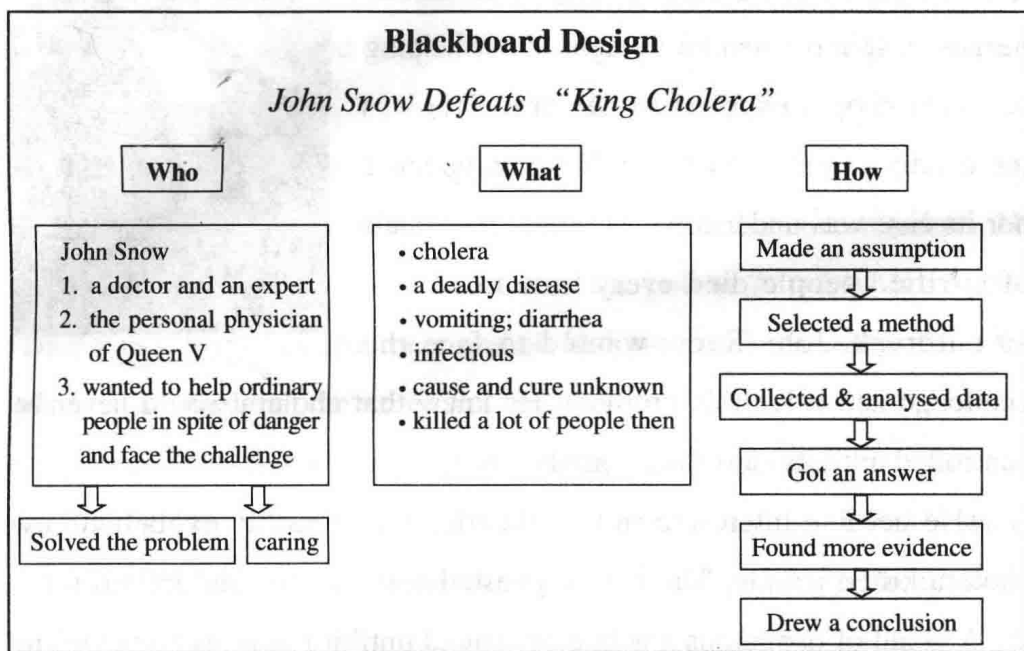 Blackboard Design
John Snow Defeats "King Cholera"
Who
John Snow
1. a doctor and an expert
2. the personal physician
of Queen V
3. wanted to help ordinary
people in spite of danger
and face the challenge
Solved the problem
caring
What
• cholera
• a deadly disease
• vomiting; diarrhea
• infectious
• cause and cure unknown
• killed a lot of people then
How
Made an assumption
Selected a method
Collected & analysed data
Got an answer
Found more evidence
Drew a conclusion